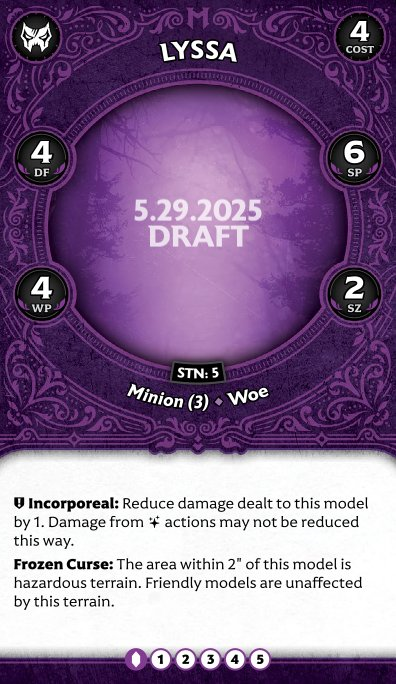 LYSSA
4
COST
4
DF
6
SP
5.29.2025
DRAFT
4
WP
2
SZ
STN: 5
Minion (3) ◆ Woe
Incorporeal: Reduce damage dealt to this model
by 1. Damage from actions may not be reduced
this way.
Frozen Curse: The area within 2" of this model is
hazardous terrain. Friendly models are unaffected
by this terrain.
1 2 3 4 5